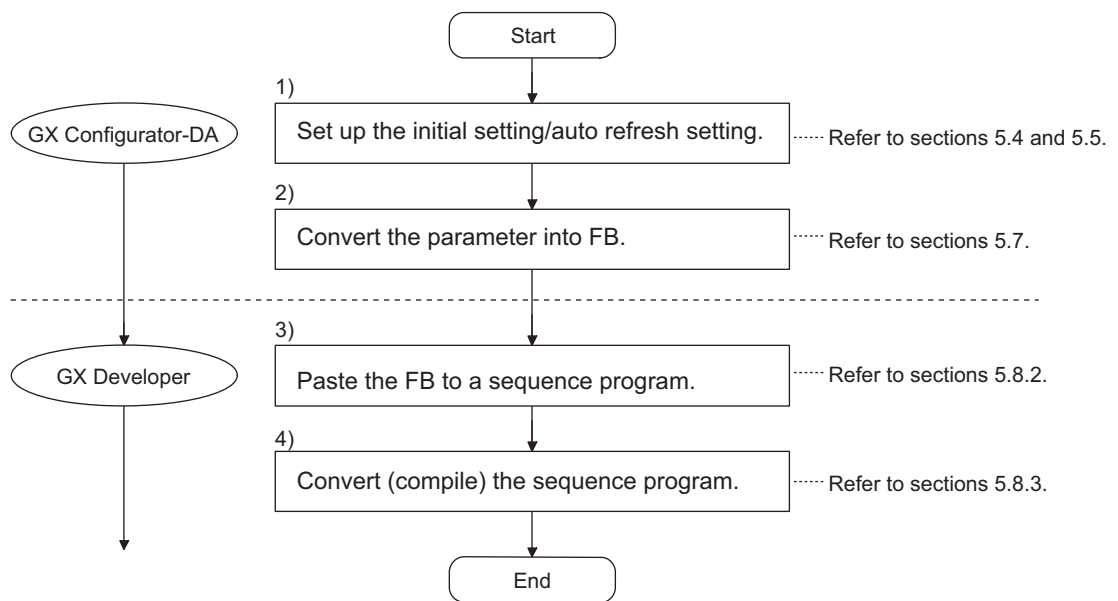 Start
1)
GX Configurator-DA
Set up the initial setting/auto refresh setting.
Refer to sections 5.4 and 5.5.
2)
Convert the parameter into FB.
Refer to sections 5.7.
3)
GX Developer
Paste the FB to a sequence program.
Refer to sections 5.8.2.
4)
Convert (compile) the sequence program.
Refer to sections 5.8.3.
End